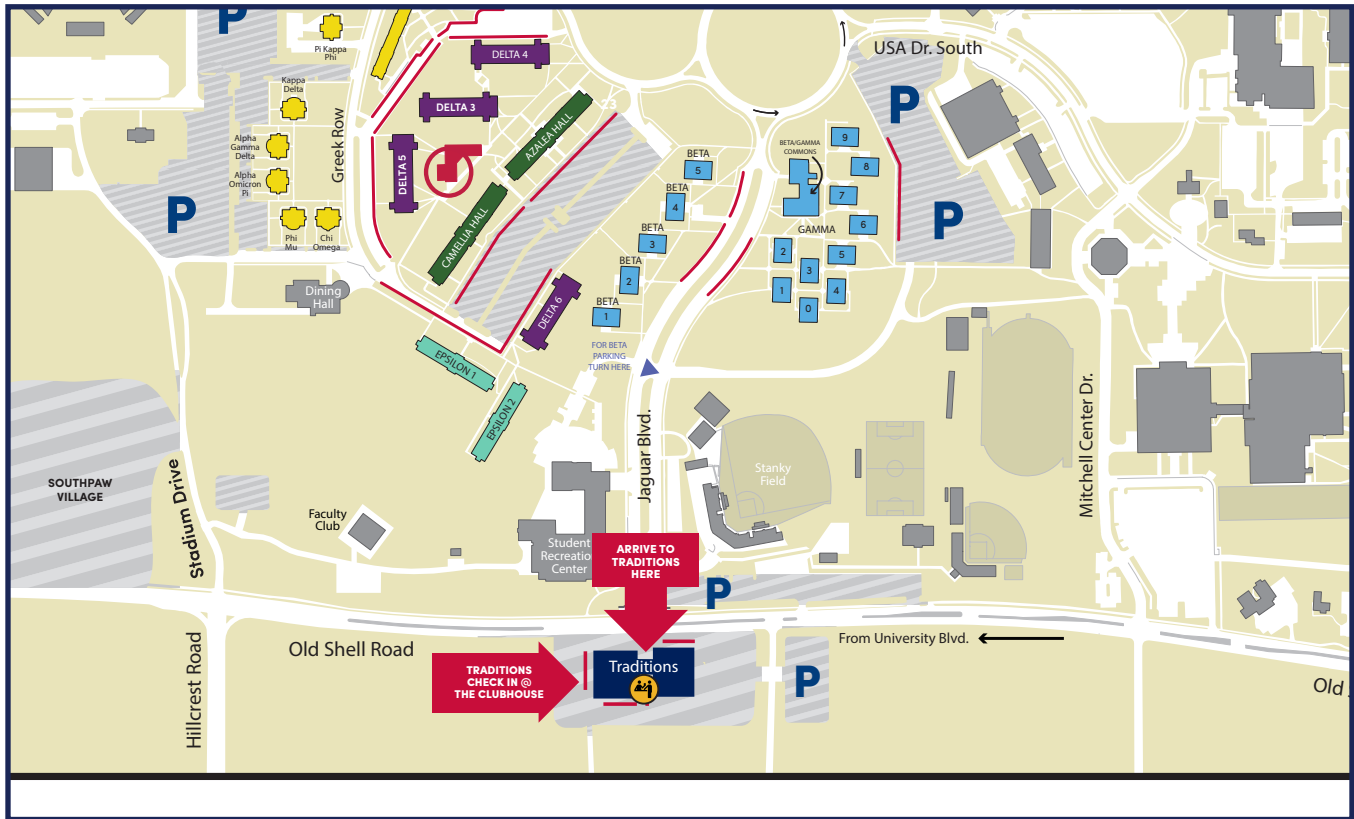 P
USA Dr. South
Pi Kappa
Phi
DELTA 4
Kappa
Delta
DELTA 3
23
P
Greek Row
AZALEA HALL
9
BETA/GAMMA
COMMONS
Alpha
Gamma
Delta
DELTA 5
BETA
5
8
Alpha
Omicron
Pi
BETA
4
7
P
P
CAMELLIA HALL
6
GAMMA
Phi
Mu
Chi
Omega
BETA
3
2
5
3
BETA
2
Dining
Hall
1
4
0
DELTA 6
BETA
1
FOR BETA
PARKING
TURN HERE
EPSILON 1
EPSILON 2
Jaguar Blvd.
Mitchell Center Dr.
Stanky
Field
SOUTHPAW
VILLAGE
Stadium Drive
Faculty
Club
Student
Recreation
Center
ARRIVE TO
TRADITIONS
HERE
P
Old Shell Road
From University Blvd.
Hillcrest Road
TRADITIONS
CHECK IN @
THE CLUBHOUSE
Traditions
P
Old